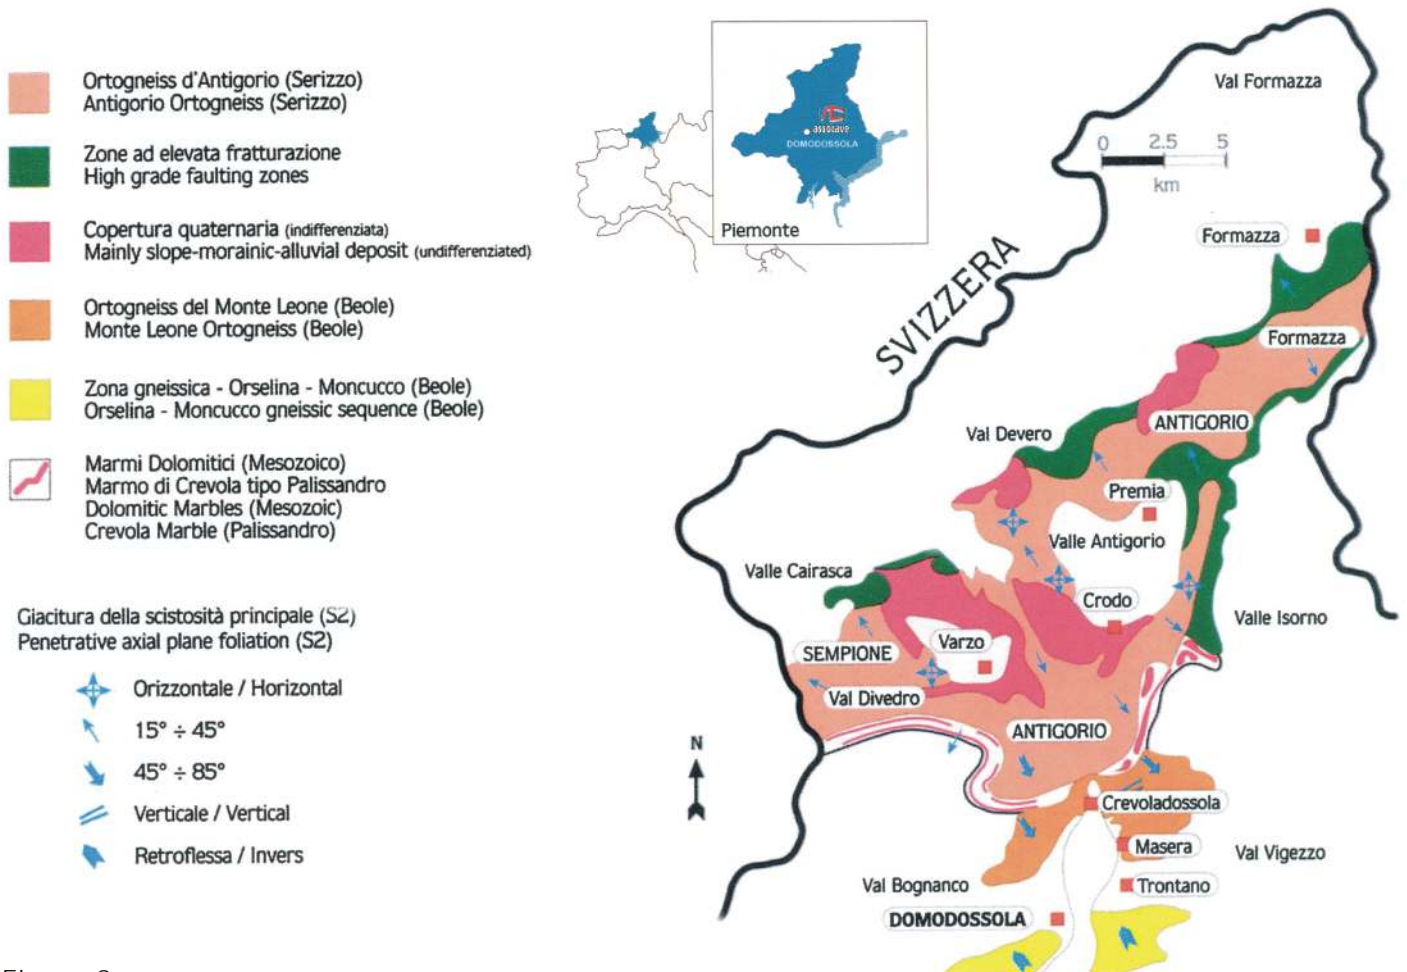 Ortogneiss d'Antigorio (Serizzo)
Antigorio Ortogneiss (Serizzo)
Zone ad elevata fratturazione
High grade faulting zones
Copertura quaternaria (indifferenziata)
Mainly slope-morainic-alluvial deposit (undifferenziated)
Ortogneiss del Monte Leone (Beole)
Monte Leone Ortogneiss (Beole)
Zona gneissica - Orselina - Moncucco (Beole)
Orselina - Moncucco gneissic sequence (Beole)
Marmi Dolomitici (Mesozoico)
Marmo di Crevola tipo Palissandro
Dolomitic Marbles (Mesozoic)
Crevola Marble (Palissandro)
Giacitura della scistosità principale (S2)
Penetrative axial plane foliation (S2)
Orizzontale / Horizontal
15° ÷ 45°
45° ÷ 85°
Verticale / Vertical
Retroflessa / Invers
assocave
DOMODOSSOLA
Piemonte
Val Formazza
0 2.5 5
km
Formazza
SVIZZERA
Formazza
ANTIGORIO
Val Devero
Premia
Valle Antigorio
Valle Cairasca
Crodo
Valle Isorno
Varzo
SEMPIONE
Val Divedro
ANTIGORIO
N
Crevoladossola
Masera
Val Vigezzo
Val Bognanco
Trontano
DOMODOSSOLA